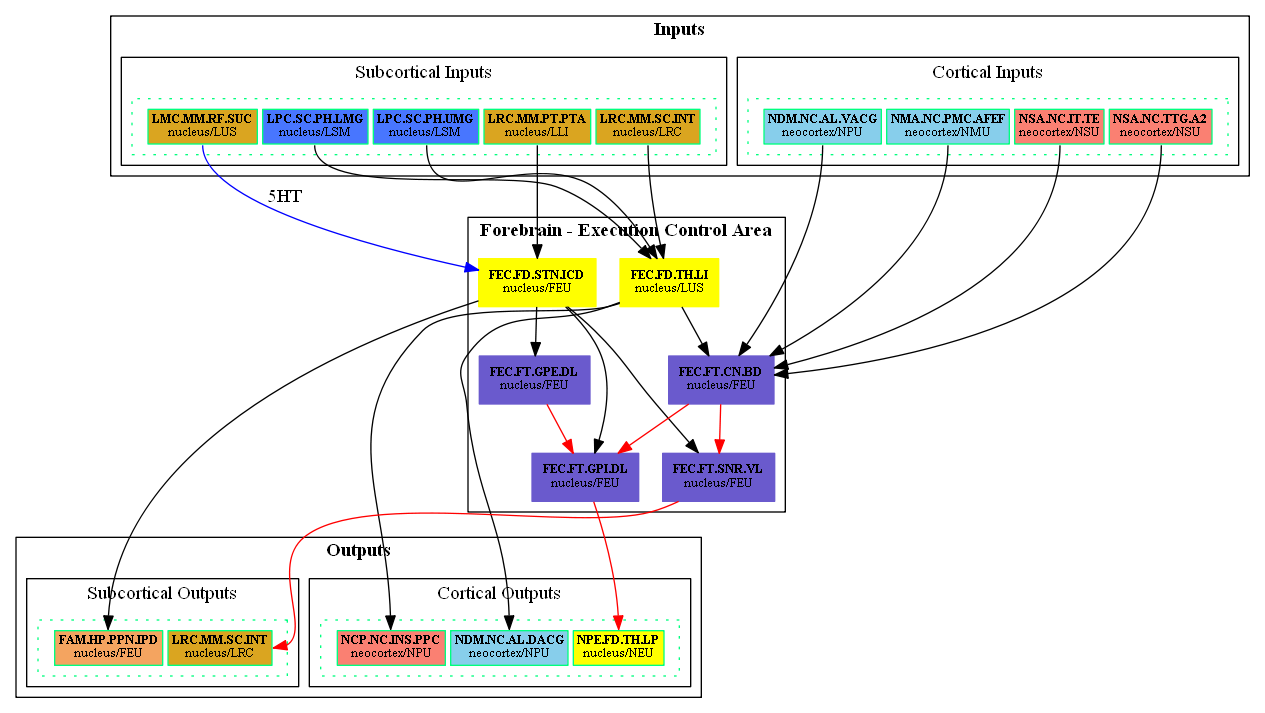 Inputs
Subcortical Inputs
Cortical Inputs
LMC.MM.RF.SUC
nucleus/LUS
LPC.SC.PH.LMG
nucleus/LSM
LPC.SC.PH.UMG
nucleus/LSM
LRC.MM.PT.PTA
nucleus/LLI
LRC.MM.SC.INT
nucleus/LRC
NDM.NC.AL.VACG
neocortex/NPU
NMA.NC.PMC.AFEF
neocortex/NMU
NSA.NC.IT.TE
neocortex/NSU
NSA.NC.TTG.A2
neocortex/NSU
5HT
Forebrain - Execution Control Area
FEC.FD.STN.ICD
nucleus/FEU
FEC.FD.TH.LI
nucleus/LUS
FEC.FT.GPE.DL
nucleus/FEU
FEC.FT.CN.BD
nucleus/FEU
FEC.FT.GPI.DL
nucleus/FEU
FEC.FT.SNR.VL
nucleus/FEU
Outputs
Subcortical Outputs
Cortical Outputs
FAM.HP.PPN.IPD
nucleus/FEU
LRC.MM.SC.INT
nucleus/LRC
NCP.NC.INS.PPC
neocortex/NPU
NDM.NC.AL.DACG
neocortex/NPU
NPE.FD.TH.LP
nucleus/NEU